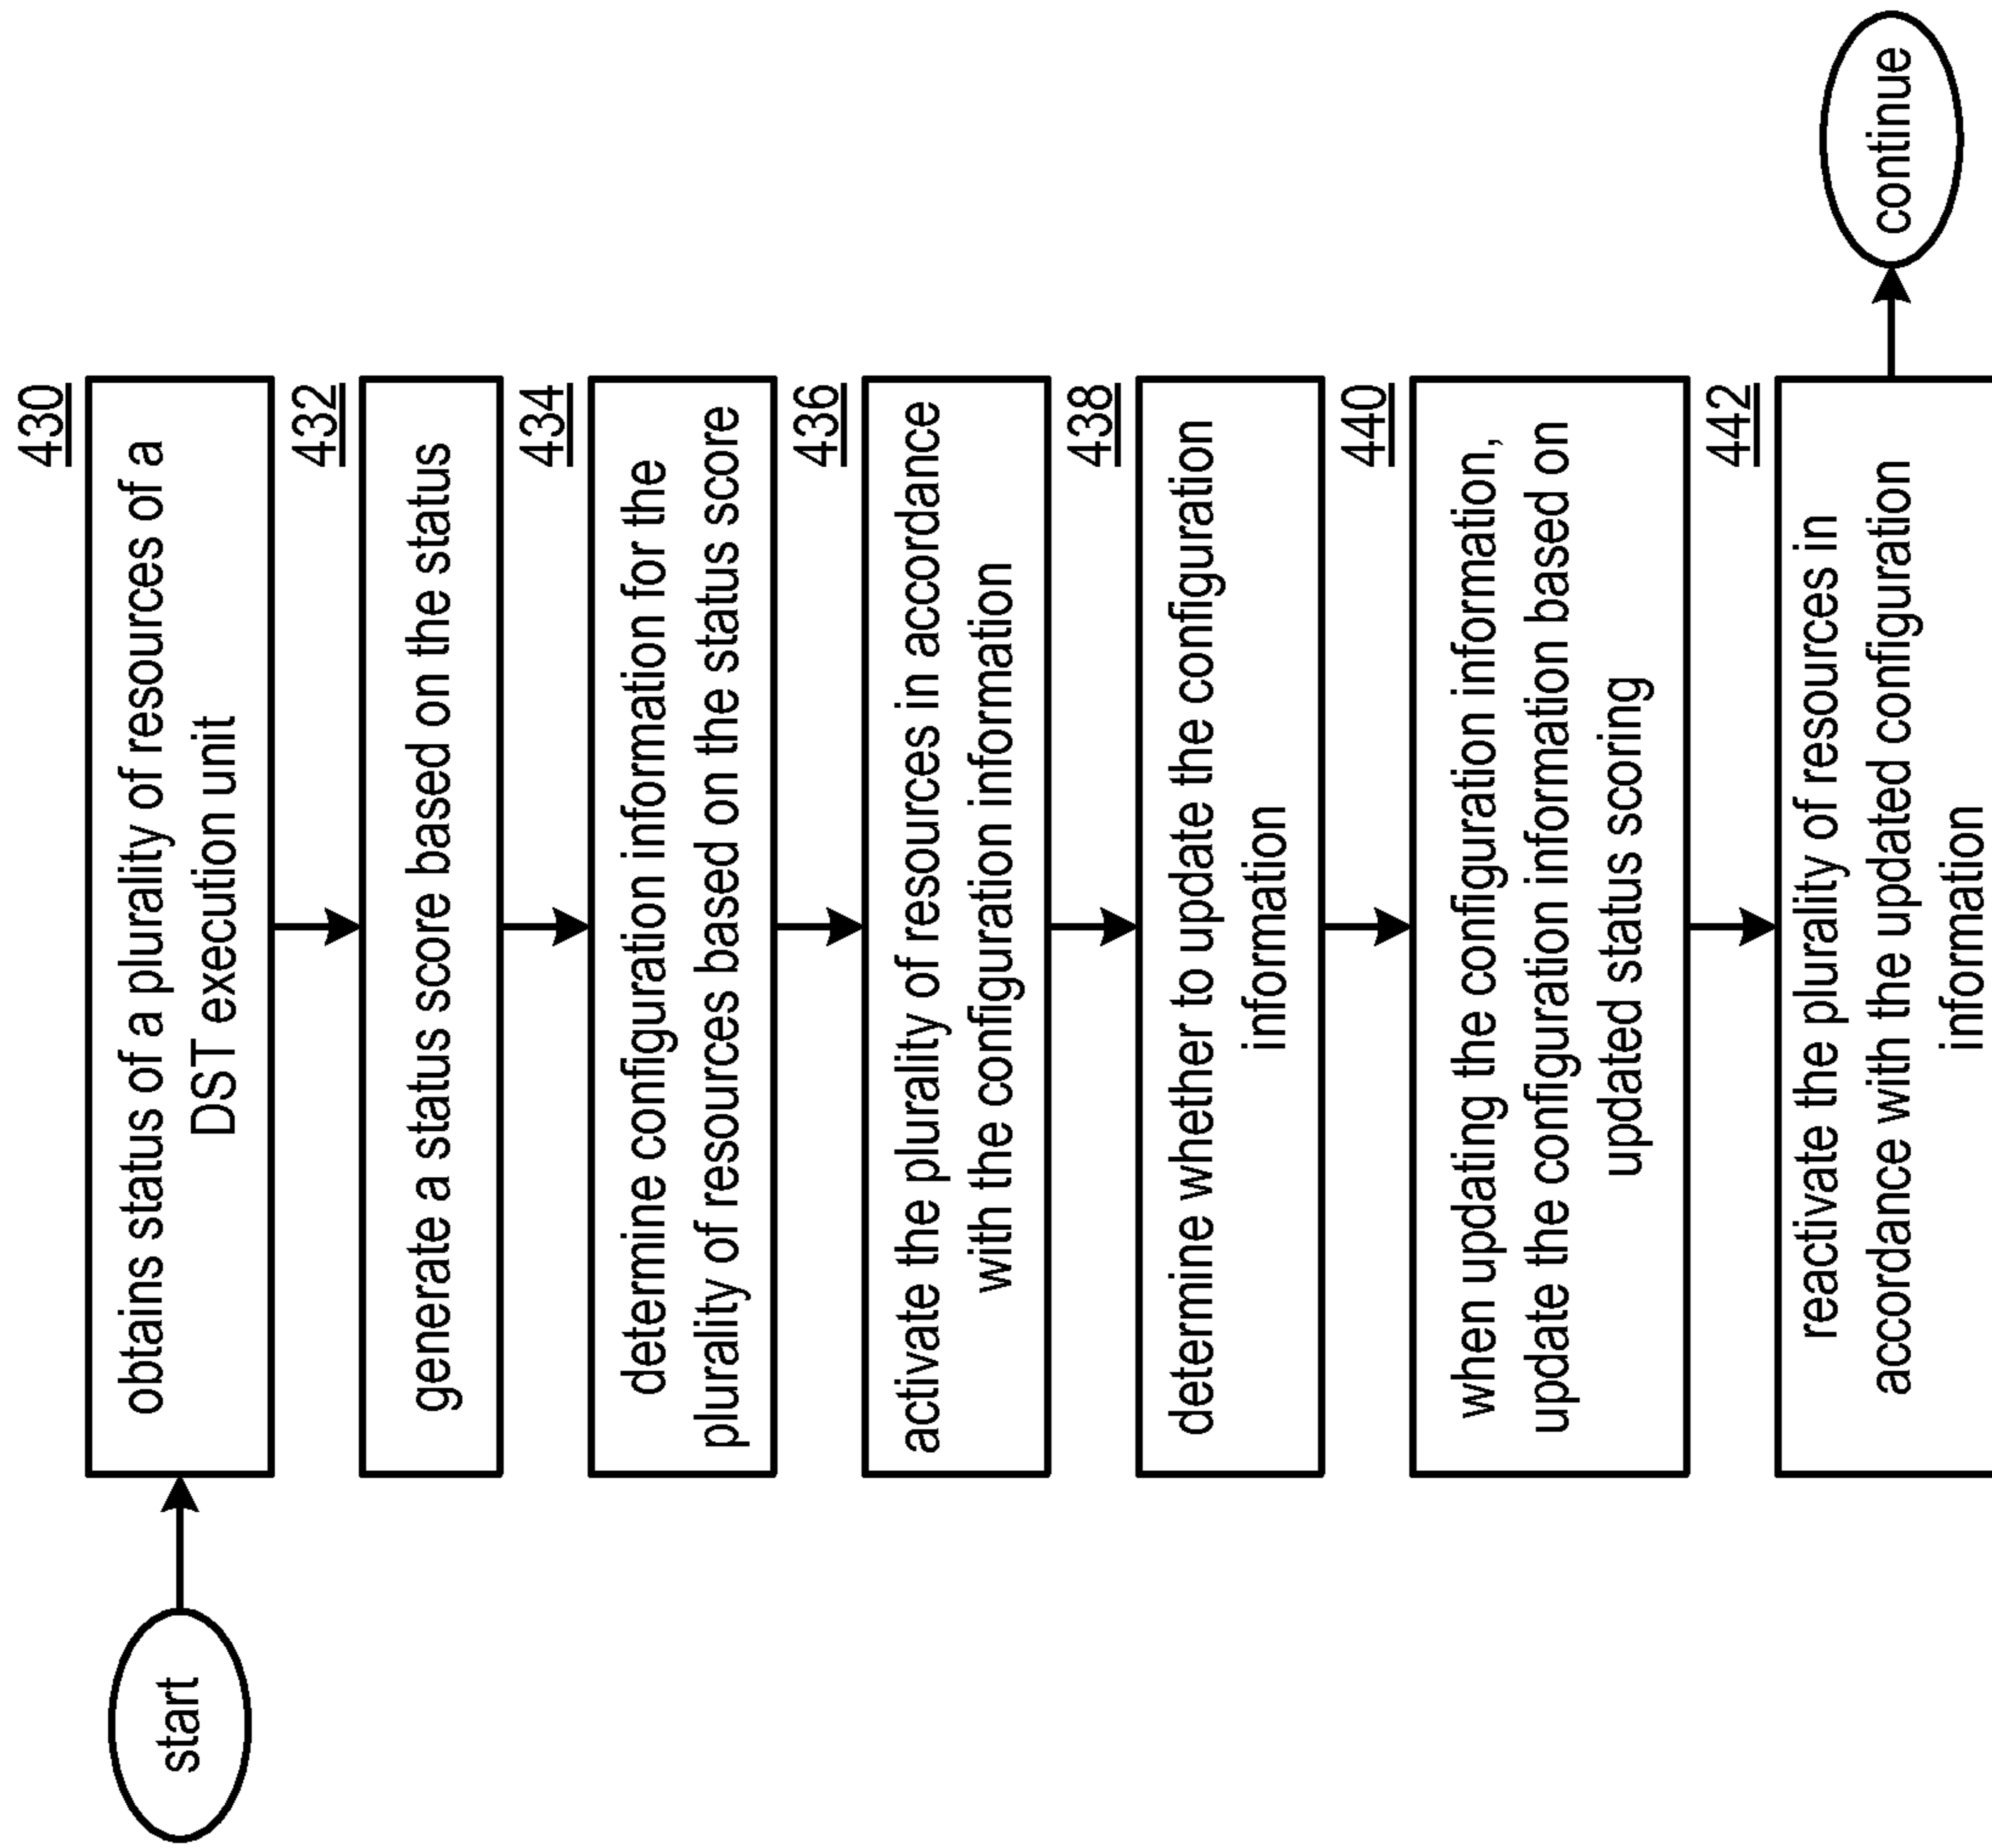 start
430
obtains status of a plurality of resources of a
DST execution unit
432
generate a status score based on the status
434
determine configuration information for the
plurality of resources based on the status score
436
activate the plurality of resources in accordance
with the configuration information
438
determine whether to update the configuration
information
440
when updating the configuration information,
update the configuration information based on
updated status scoring
442
reactivate the plurality of resources in
accordance with the updated configuration
information
continue